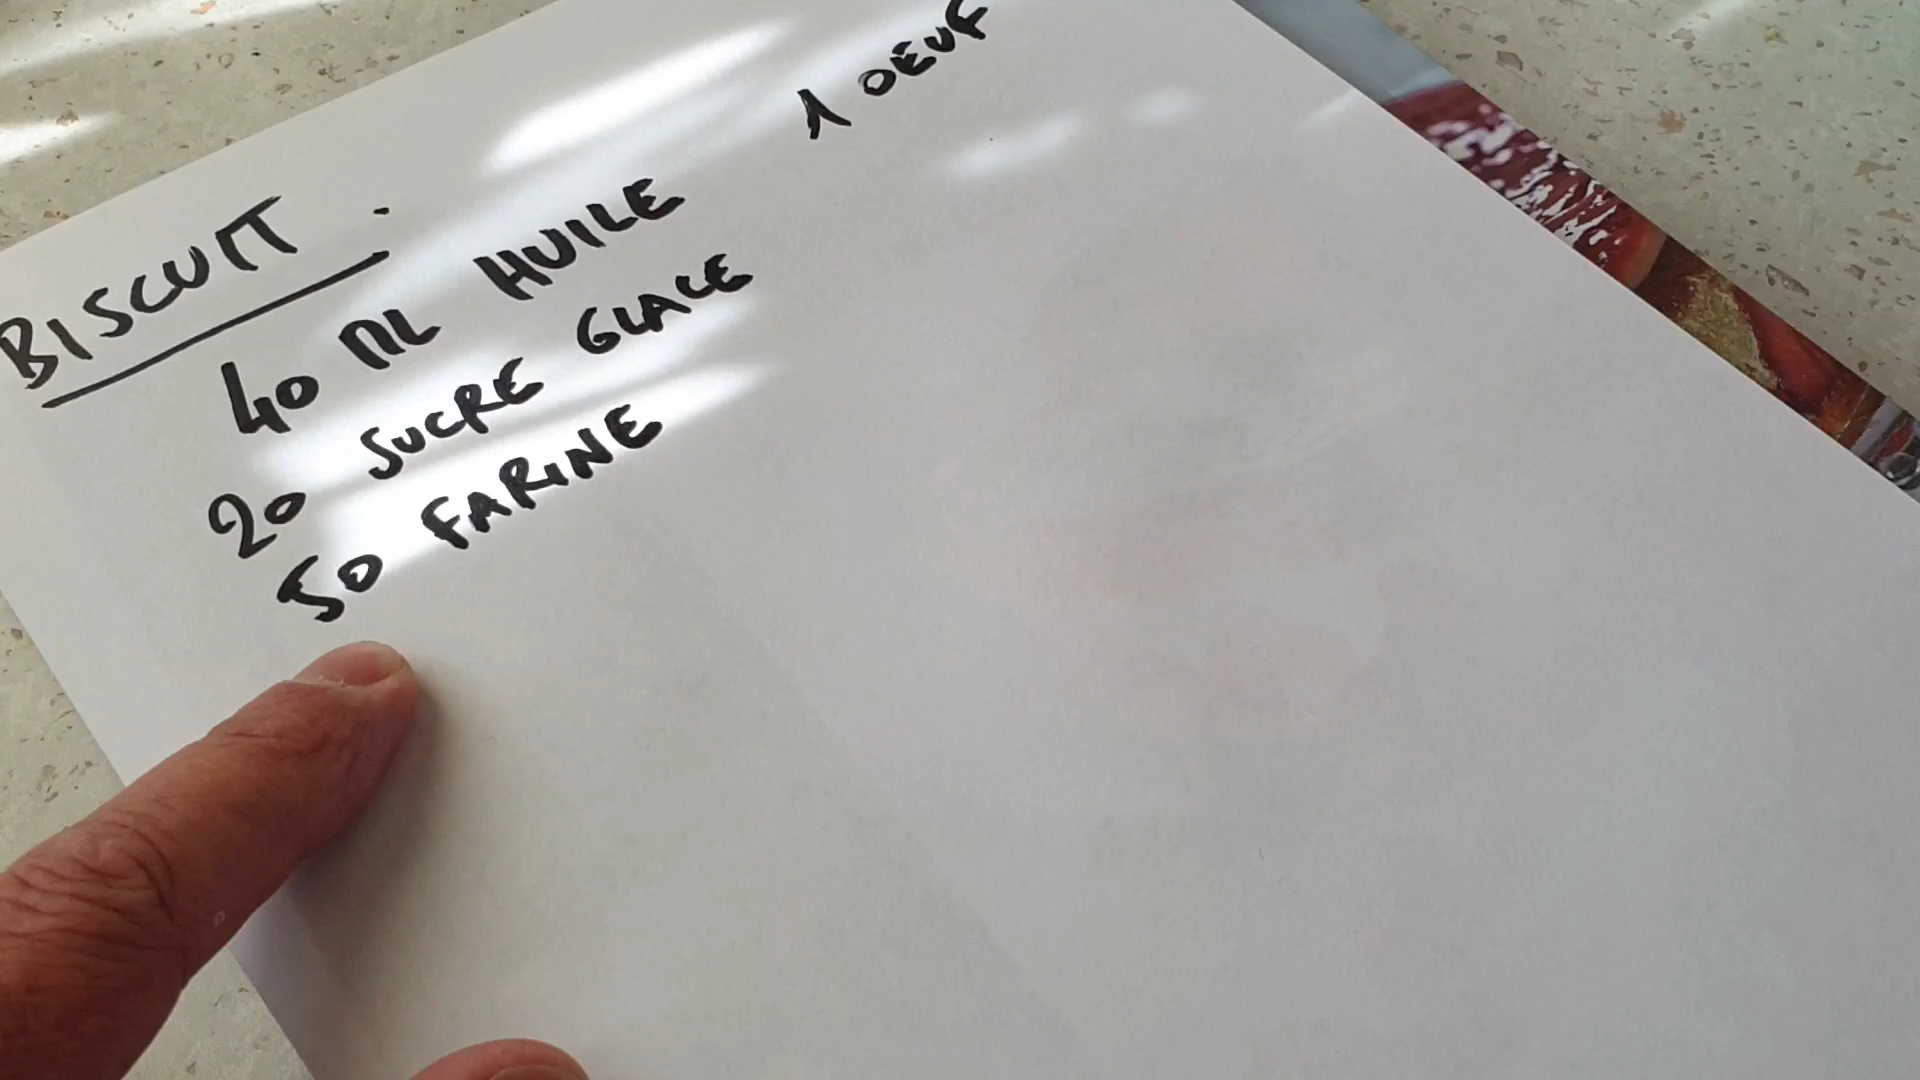 BISCUIT :
40 ML HUILE
1 OEUF
20 SUCRE GLACE
50 FARINE